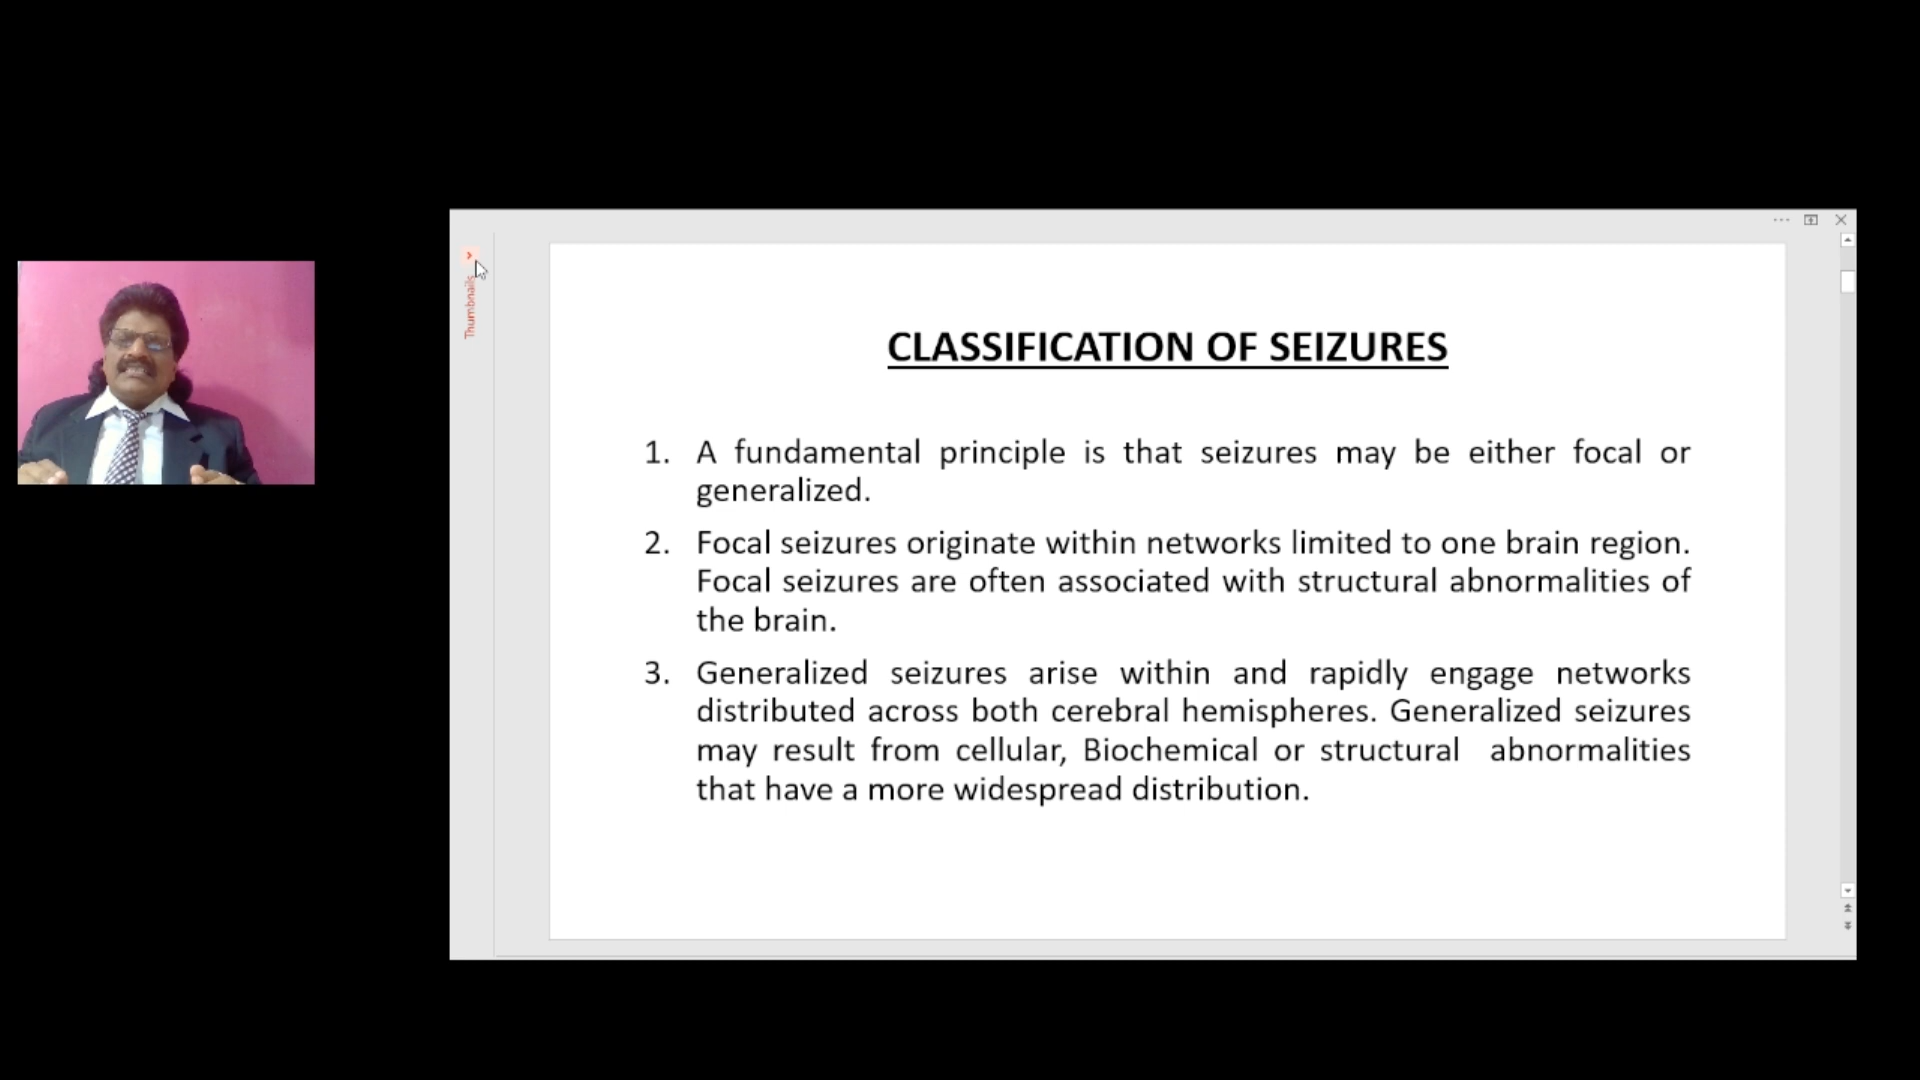 Thumbnails
CLASSIFICATION OF SEIZURES
1. A fundamental principle is that seizures may be either focal or
generalized.
2. Focal seizures originate within networks limited to one brain region.
Focal seizures are often associated with structural abnormalities of
the brain.
3. Generalized seizures arise within and rapidly engage networks
distributed across both cerebral hemispheres. Generalized seizures
may result from cellular, Biochemical or structural abnormalities
that have a more widespread distribution.